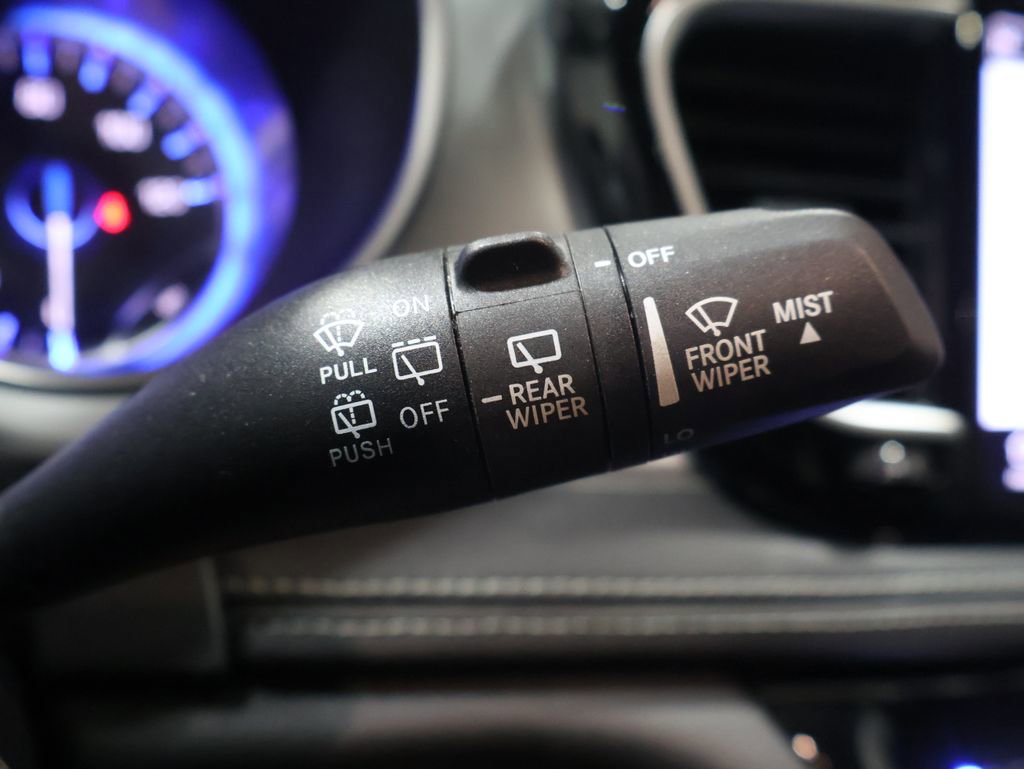 ON
PULL
OFF
PUSH
REAR
WIPER
OFF
FRONT
WIPER
MIST
LO